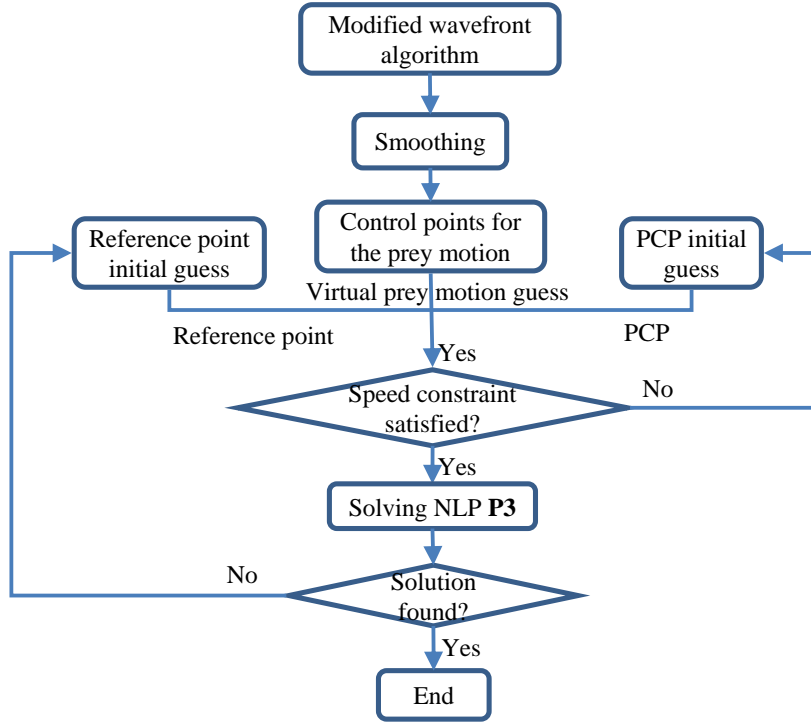 Modified wavefront
algorithm
Smoothing
Control points for
the prey motion
Reference point
initial guess
PCP initial
guess
Virtual prey motion guess
Reference point
PCP
Yes
Speed constraint
satisfied?
No
Yes
Solving NLP P3
No
Solution
found?
Yes
End